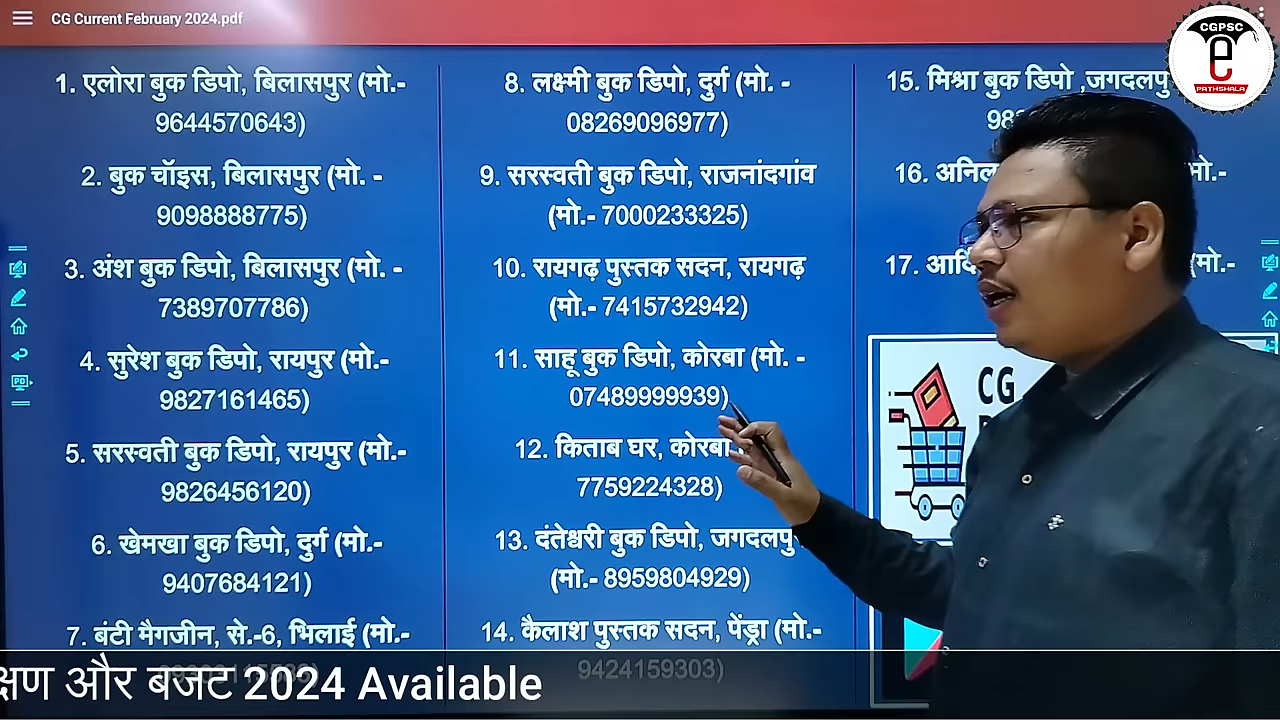 CG Current February 2024.pdf
CGPSC
e
PATHSHALA
1. एलोरा बुक डिपो, बिलासपुर (मो.-
9644570643)
2. बुक चॉइस, बिलासपुर (मो. -
9098888775)
3. अंश बुक डिपो, बिलासपुर (मो. -
7389707786)
4. सुरेश बुक डिपो, रायपुर (मो.-
9827161465)
5. सरस्वती बुक डिपो, रायपुर (मो.-
9826456120)
6. खेमखा बुक डिपो, दुर्ग (मो.-
9407684121)
7. बंटी मैगजीन, से.-6, भिलाई (मो.-
8. लक्ष्मी बुक डिपो, दुर्ग (मो. -
08269096977)
9. सरस्वती बुक डिपो, राजनांदगांव
(मो.- 7000233325)
10. रायगढ़ पुस्तक सदन, रायगढ़
(मो.- 7415732942)
11. साहू बुक डिपो, कोरबा (मो. -
07489999939)
12. किताब घर, कोरबा
7759224328)
13. दंतेश्वरी बुक डिपो, जगदलपु
(मो.- 8959804929)
14. कैलाश पुस्तक सदन, पेंड्रा (मो.-
9424159303)
15. मिश्रा बुक डिपो ,जगदलपु
98
16. अनिल मो.-
17. (मो.-
CG
क्षण और बजट 2024 Available